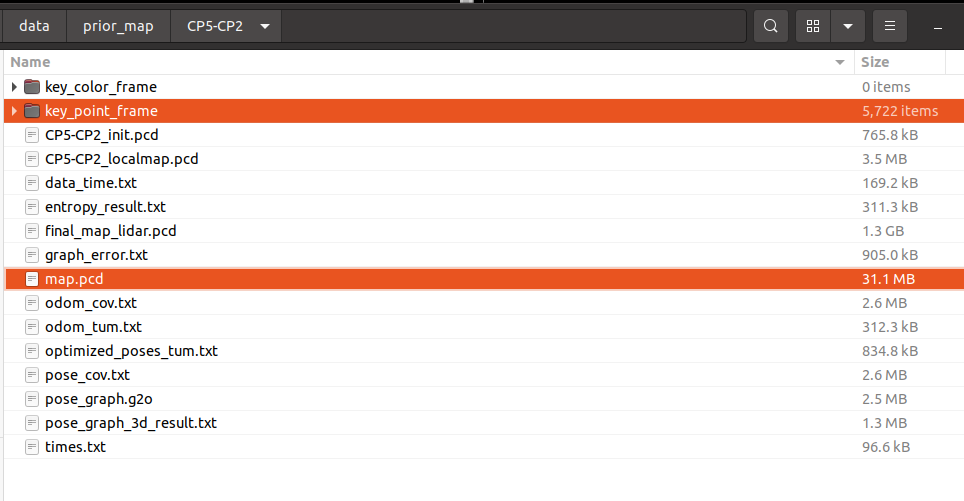 data prior_map CP5-CP2
Name Size
key_color_frame 0 items
key_point_frame 5,722 items
CP5-CP2_init.pcd 765.8 kB
CP5-CP2_localmap.pcd 3.5 MB
data_time.txt 169.2 kB
entropy_result.txt 311.3 kB
final_map_lidar.pcd 1.3 GB
graph_error.txt 905.0 kB
map.pcd 31.1 MB
odom_cov.txt 2.6 MB
odom_tum.txt 312.3 kB
optimized_poses_tum.txt 834.8 kB
pose_cov.txt 2.6 MB
pose_graph.g2o 2.5 MB
pose_graph_3d_result.txt 1.3 MB
times.txt 96.6 kB